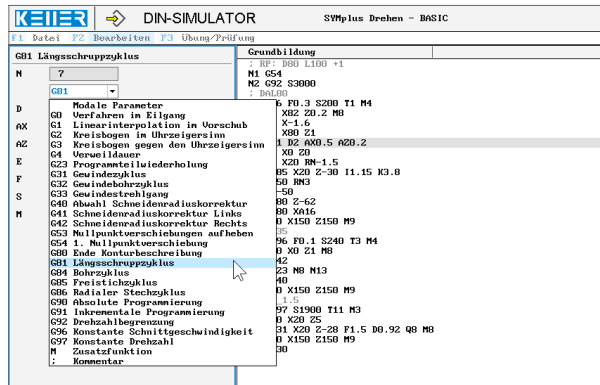 KELLER DIN-SIMULATOR SYMplus Drehen - BASIC
F1 Datei F2 Bearbeiten F3 Übung/Prüfung
G81 Längsschruppzyklus
N 7
G81
D
AX
AZ
E
F
S
M
Modale Parameter
G0 Verfahren im Eilgang
G1 Linearinterpolation im Vorschub
G2 Kreisbogen im Uhrzeigersinn
G3 Kreisbogen gegen den Uhrzeigersinn
G4 Verweildauer
G23 Programmteilwiederholung
G31 Gewindezyklus
G32 Gewindebohrzyklus
G33 Gewindestrehlgang
G40 Abwahl Schneidenradiuskorrektur
G41 Schneidenradiuskorrektur Links
G42 Schneidenradiuskorrektur Rechts
G53 Nullpunktverschiebungen aufheben
G54 1. Nullpunktverschiebung
G80 Ende Konturbeschreibung
G81 Längsschruppzyklus
G84 Bohrzyklus
G85 Freistichzyklus
G86 Radialer Stechzyklus
G90 Absolute Programmierung
G91 Inkrementale Programmierung
G92 Drehzahlbegrenzung
G96 Konstante Schnittgeschwindigkeit
G97 Konstante Drehzahl
M Zusatzfunktion
; Kommentar
Grundbildung
; RP: D80 L100 +1
N1 G54
N2 G92 S3000
; DAL80
6 F0.3 S200 T1 M4
X82 Z0.2 M8
X-1.6
X80 Z1
1 D2 AX0.5 AZ0.2
X0 Z0
X20 RN-1.5
85 X20 Z-30 I1.15 K3.8
50 RN3
-50
80 Z-62
80 XA16
0 X150 Z150 M9
35
96 F0.1 S240 T3 M4
0 X0 Z1 M8
42
23 N8 N13
40
0 X150 Z150 M9
_1.5
97 S1900 T11 M3
0 X20 Z5
31 X20 Z-28 F1.5 D0.92 Q8 M8
0 X150 Z150 M9
30